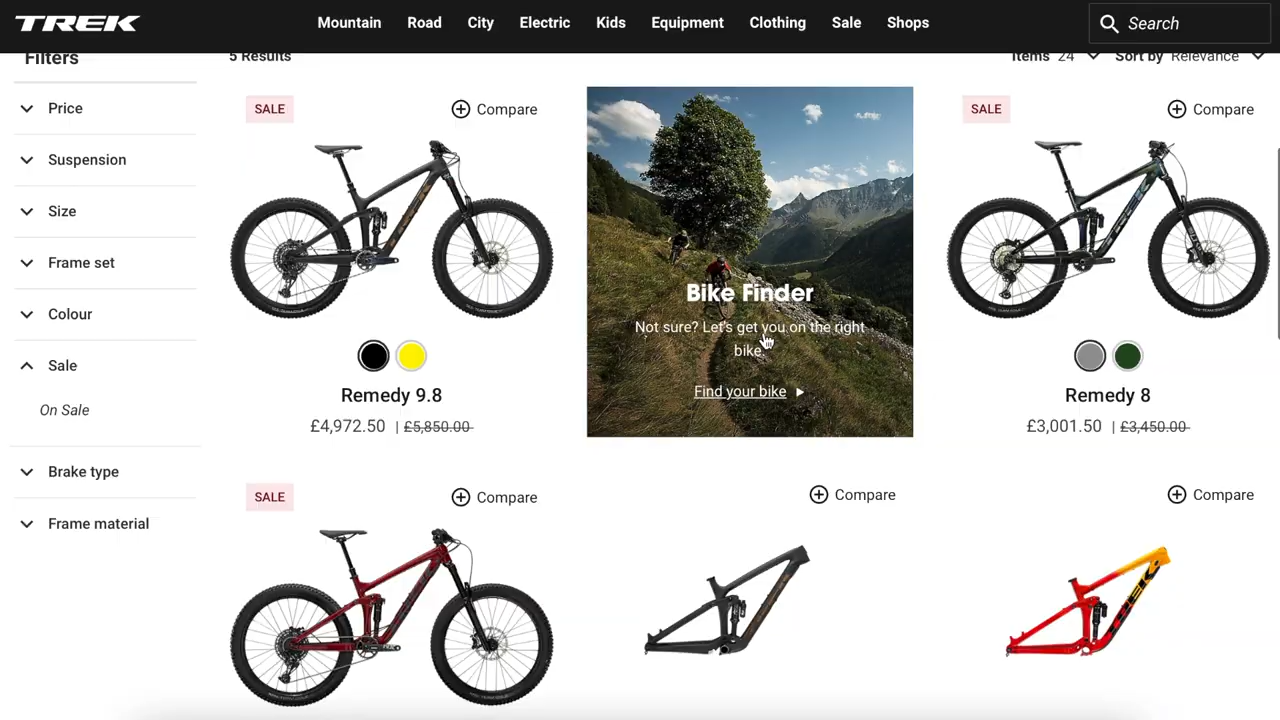 TREK
Mountain Road City Electric Kids Equipment Clothing Sale Shops
Search
Filters
5 Results
Items 24 Sort by Relevance
Price
Suspension
Size
Frame set
Colour
Sale
On Sale
Brake type
Frame material
SALE
Compare
TREK
Remedy 9.8
£4,972.50 | £5,850.00
Bike Finder
Not sure? Let's get you on the right
bike.
Find your bike
SALE
Compare
TREK
Remedy 8
£3,001.50 | £3,450.00
SALE
Compare
Compare
Compare
TREK